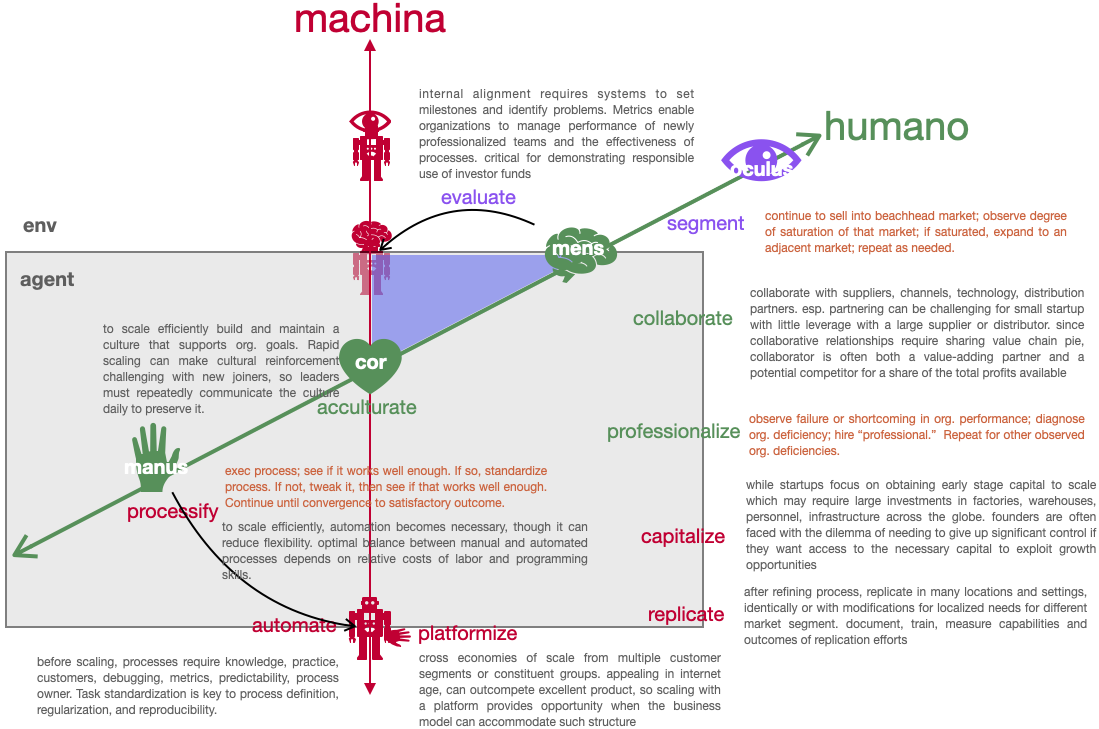 machina
internal alignment requires systems to set
milestones and identify problems. Metrics enable
organizations to manage performance of newly
professionalized teams and the effectiveness of
processes. critical for demonstrating responsible
use of investor funds
humano
oculus
evaluate
segment
continue to sell into beachhead market; observe degree
of saturation of that market; if saturated, expand to an
adjacent market; repeat as needed.
env
mens
agent
collaborate
collaborate with suppliers, channels, technology, distribution
partners. esp. partnering can be challenging for small startup
with little leverage with a large supplier or distributor. since
collaborative relationships require sharing value chain pie,
collaborator is often both a value-adding partner and a
potential competitor for a share of the total profits available
to scale efficiently build and maintain a
culture that supports org. goals. Rapid
scaling can make cultural reinforcement
challenging with new joiners, so leaders
must repeatedly communicate the culture
daily to preserve it.
cor
acculturate
professionalize
observe failure or shortcoming in org. performance; diagnose
org. deficiency; hire “professional.” Repeat for other observed
org. deficiencies.
manus
exec process; see if it works well enough. If so, standardize
process. If not, tweak it, then see if that works well enough.
Continue until convergence to satisfactory outcome.
processify
to scale efficiently, automation becomes necessary, though it can
reduce flexibility. optimal balance between manual and automated
processes depends on relative costs of labor and programming
skills.
capitalize
while startups focus on obtaining early stage capital to scale
which may require large investments in factories, warehouses,
personnel, infrastructure across the globe. founders are often
faced with the dilemma of needing to give up significant control if
they want access to the necessary capital to exploit growth
opportunities
replicate
after refining process, replicate in many locations and settings,
identically or with modifications for localized needs for different
market segment. document, train, measure capabilities and
outcomes of replication efforts
automate
platformize
before scaling, processes require knowledge, practice,
customers, debugging, metrics, predictability, process
owner. Task standardization is key to process definition,
regularization, and reproducibility.
cross economies of scale from multiple customer
segments or constituent groups. appealing in internet
age, can outcompete excellent product, so scaling with
a platform provides opportunity when the business
model can accommodate such structure